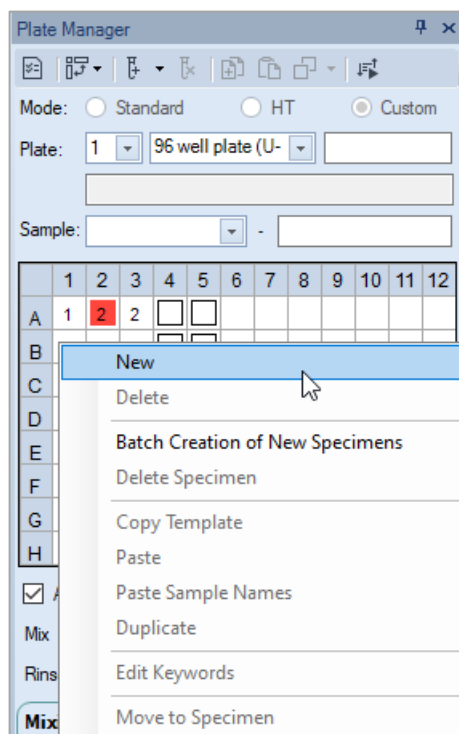 Plate Manager
Mode: Standard HT Custom
Plate: 1 96 well plate (U-
Sample: -
1 2 3 4 5 6 7 8 9 10 11 12
A 1 2 2
B
New
C
Delete
D
E Batch Creation of New Specimens
F Delete Specimen
G Copy Template
H Paste
Paste Sample Names
Mix Duplicate
Rins Edit Keywords
Mix Move to Specimen